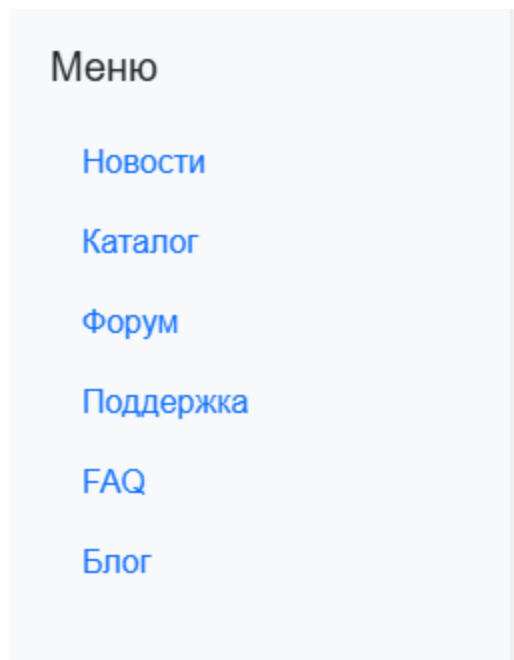 Меню
Новости
Каталог
Форум
Поддержка
FAQ
Блог